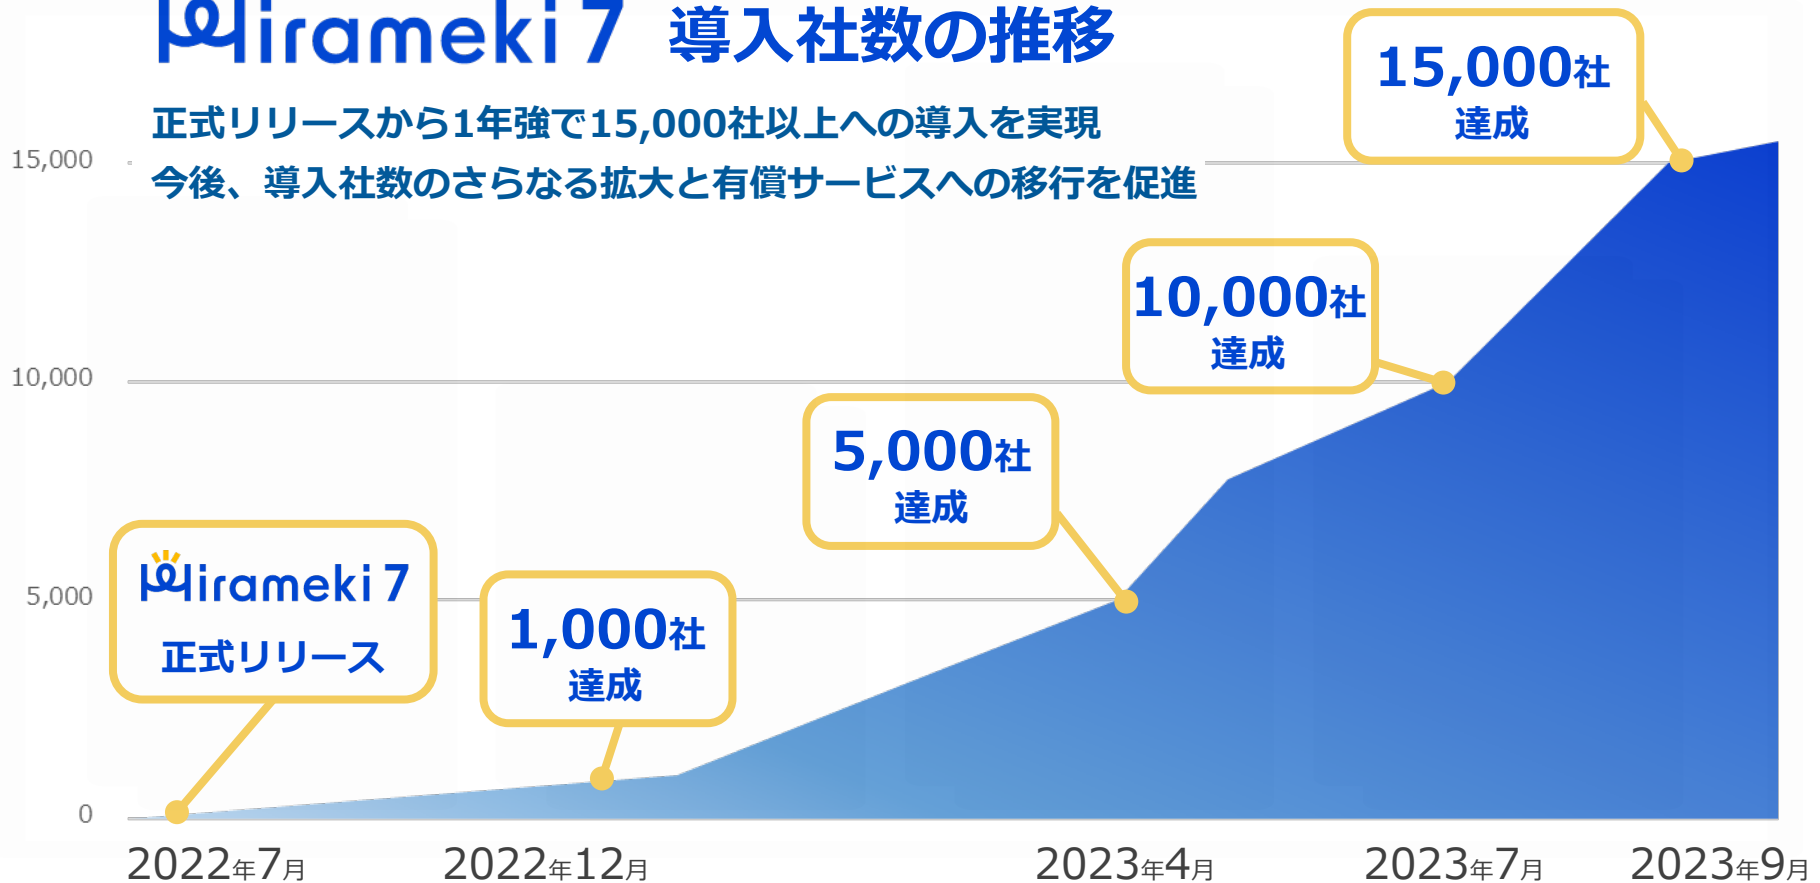 Hirameki 7 導入社数の推移
正式リリースから1年強で15,000社以上への導入を実現
今後、導入社数のさらなる拡大と有償サービスへの移行を促進
15,000社
達成
10,000社
達成
5,000社
達成
Hirameki 7
正式リリース
1,000社
達成
15,000
10,000
5,000
0
2022年7月
2022年12月
2023年4月
2023年7月
2023年9月